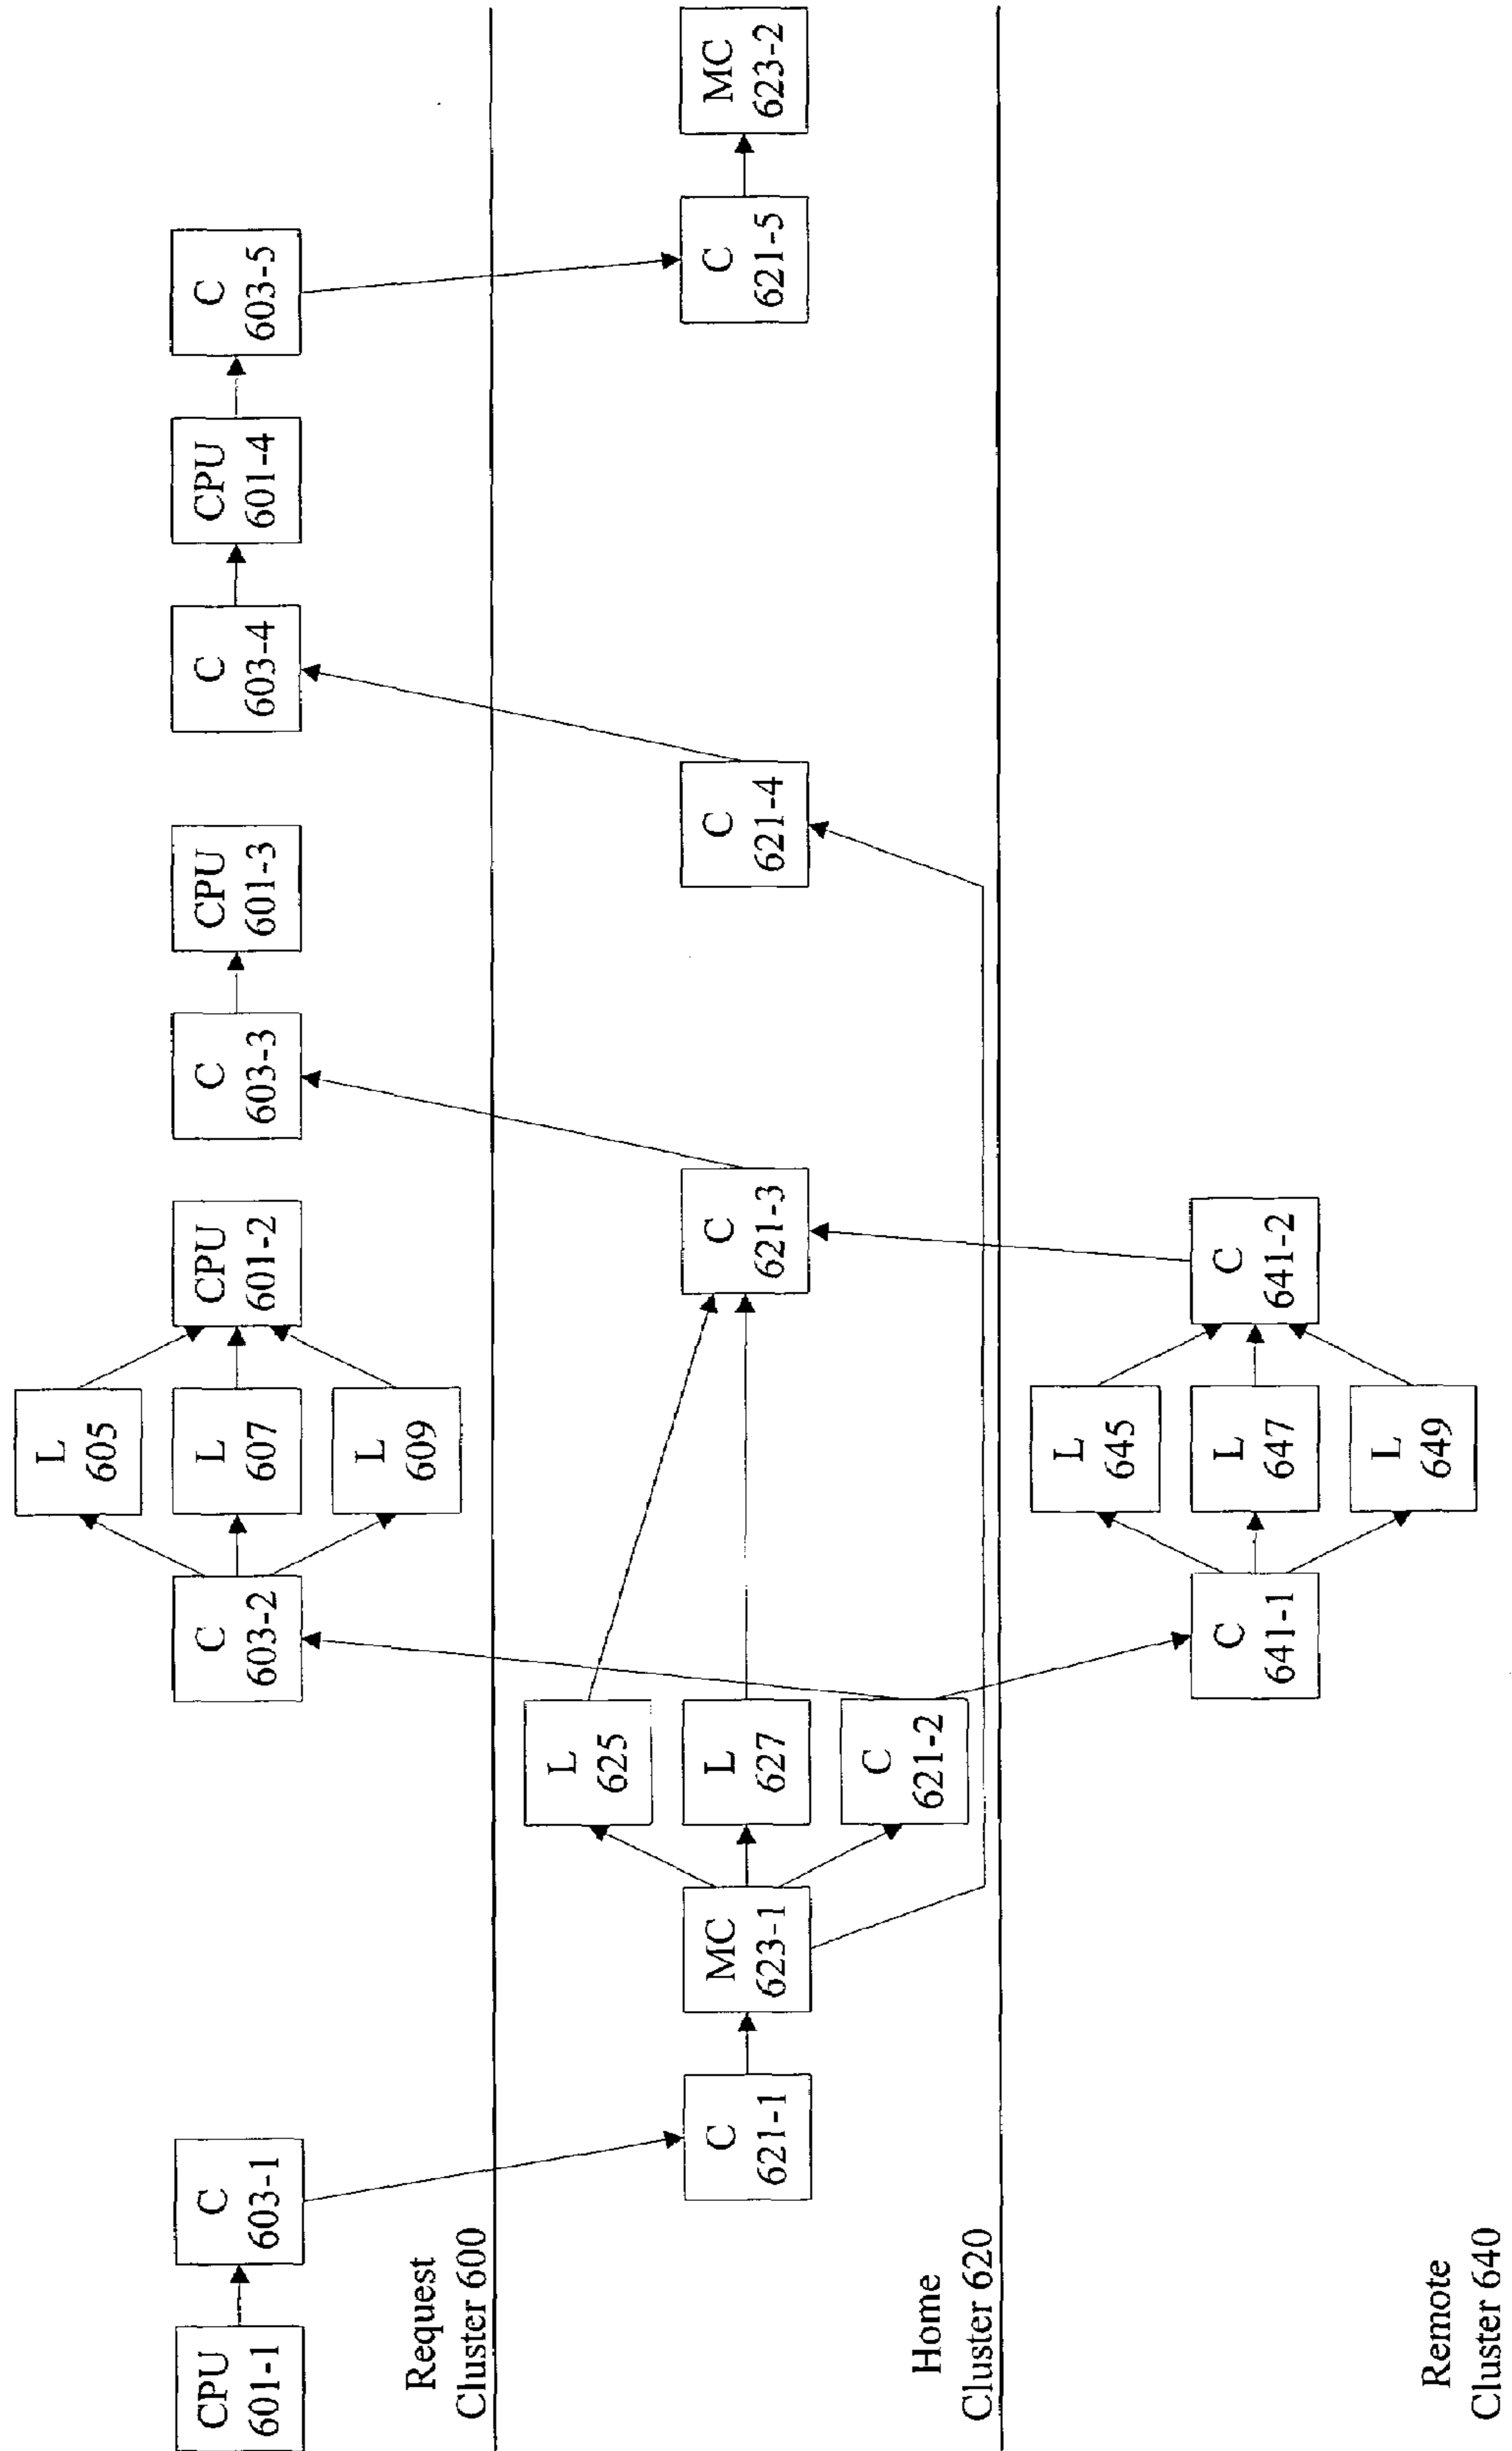 CPU
601-1
C
603-1
C
603-2
L
605
L
607
L
609
CPU
601-2
C
603-3
CPU
601-3
C
603-4
CPU
601-4
C
603-5
Request
Cluster 600
C
621-1
MC
623-1
L
625
L
627
C
621-2
C
621-3
C
621-4
C
621-5
MC
623-2
Home
Cluster 620
C
641-1
L
645
L
647
L
649
C
641-2
Remote
Cluster 640